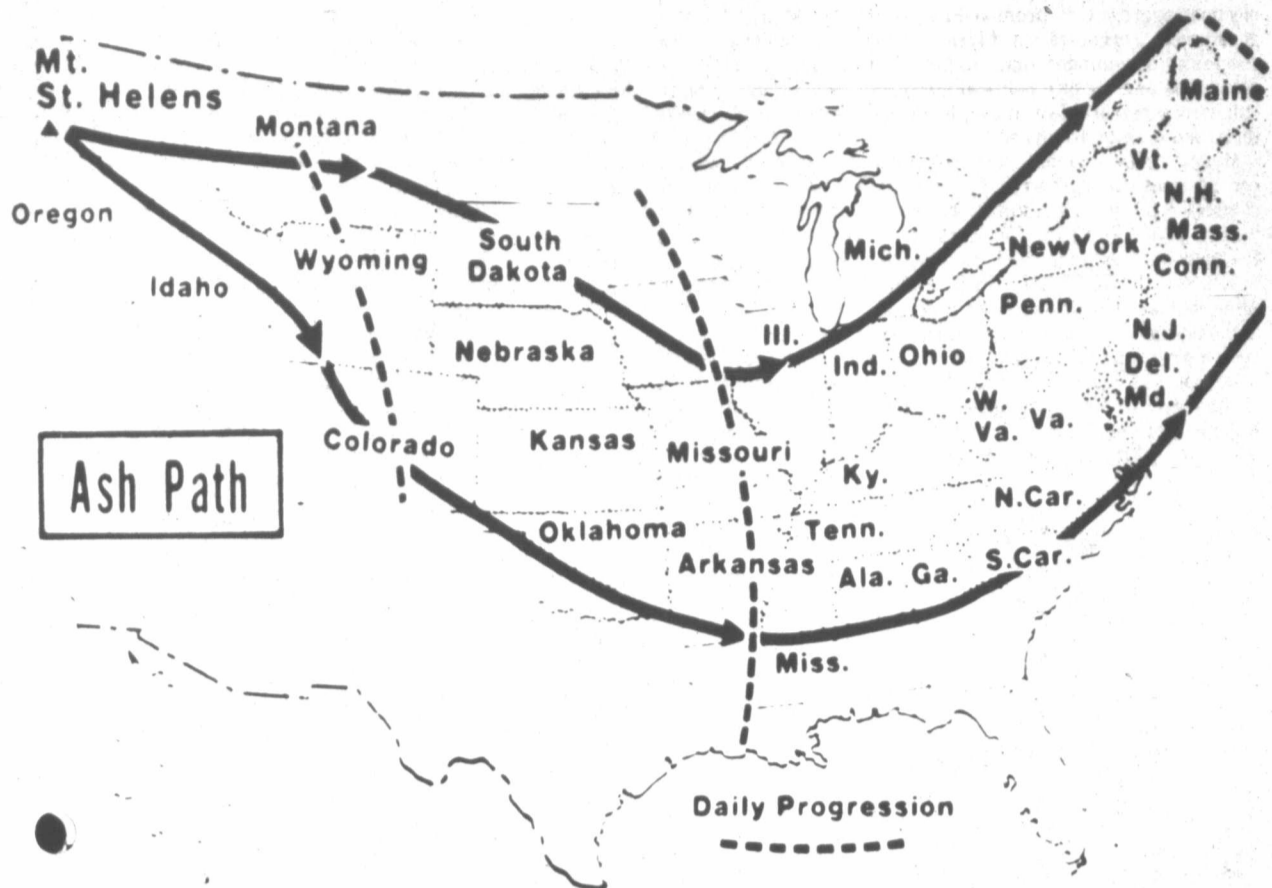 Mt.
St. Helens
Montana
Maine
Oregon
Vt.
N.H.
Mass.
Conn.
South
Dakota
Mich.
New York
Wyoming
Idaho
Penn.
Nebraska
Ill.
Ind.
Ohio
N.J.
Del.
Md.
W.
Va.
Va.
Colorado
Kansas
Missouri
Ky.
Ash Path
N.Car.
Oklahoma
Tenn.
Arkansas
Ala.
Ga.
S.Car.
Miss.
Daily Progression